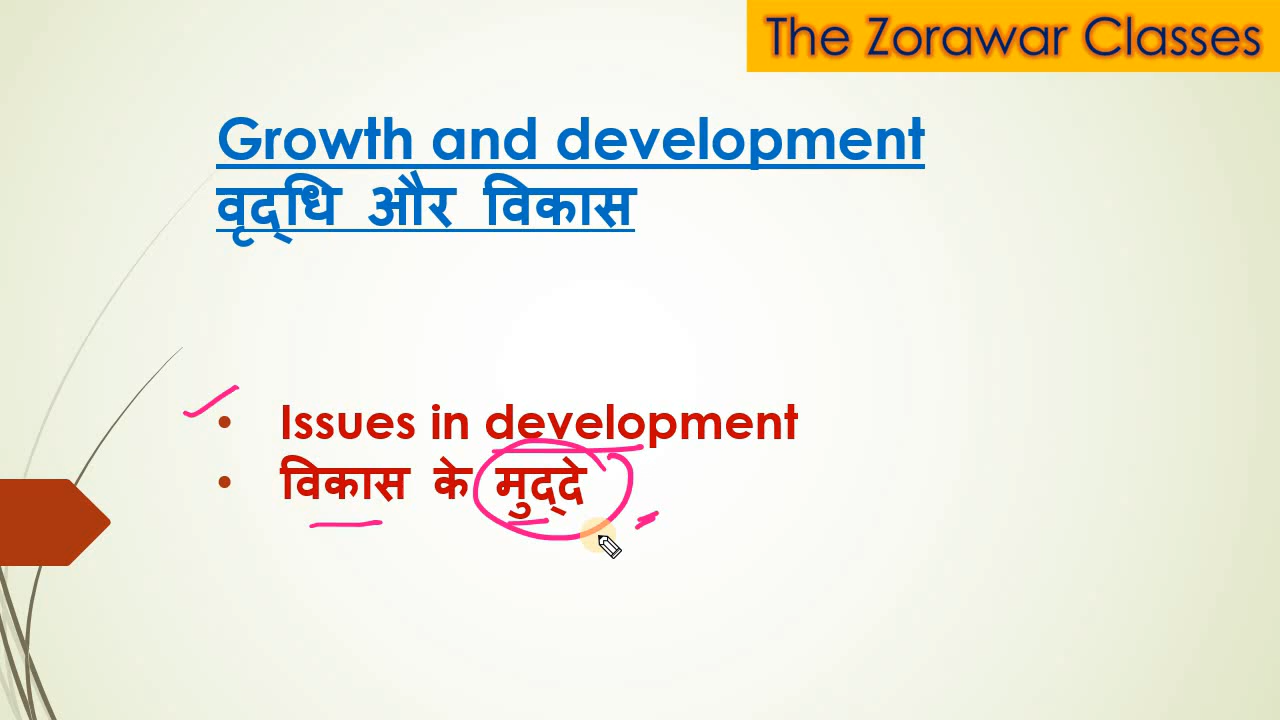 The Zorawar Classes
Growth and development
वृद्धि और विकास
• Issues in development
• विकास के मुद्दे